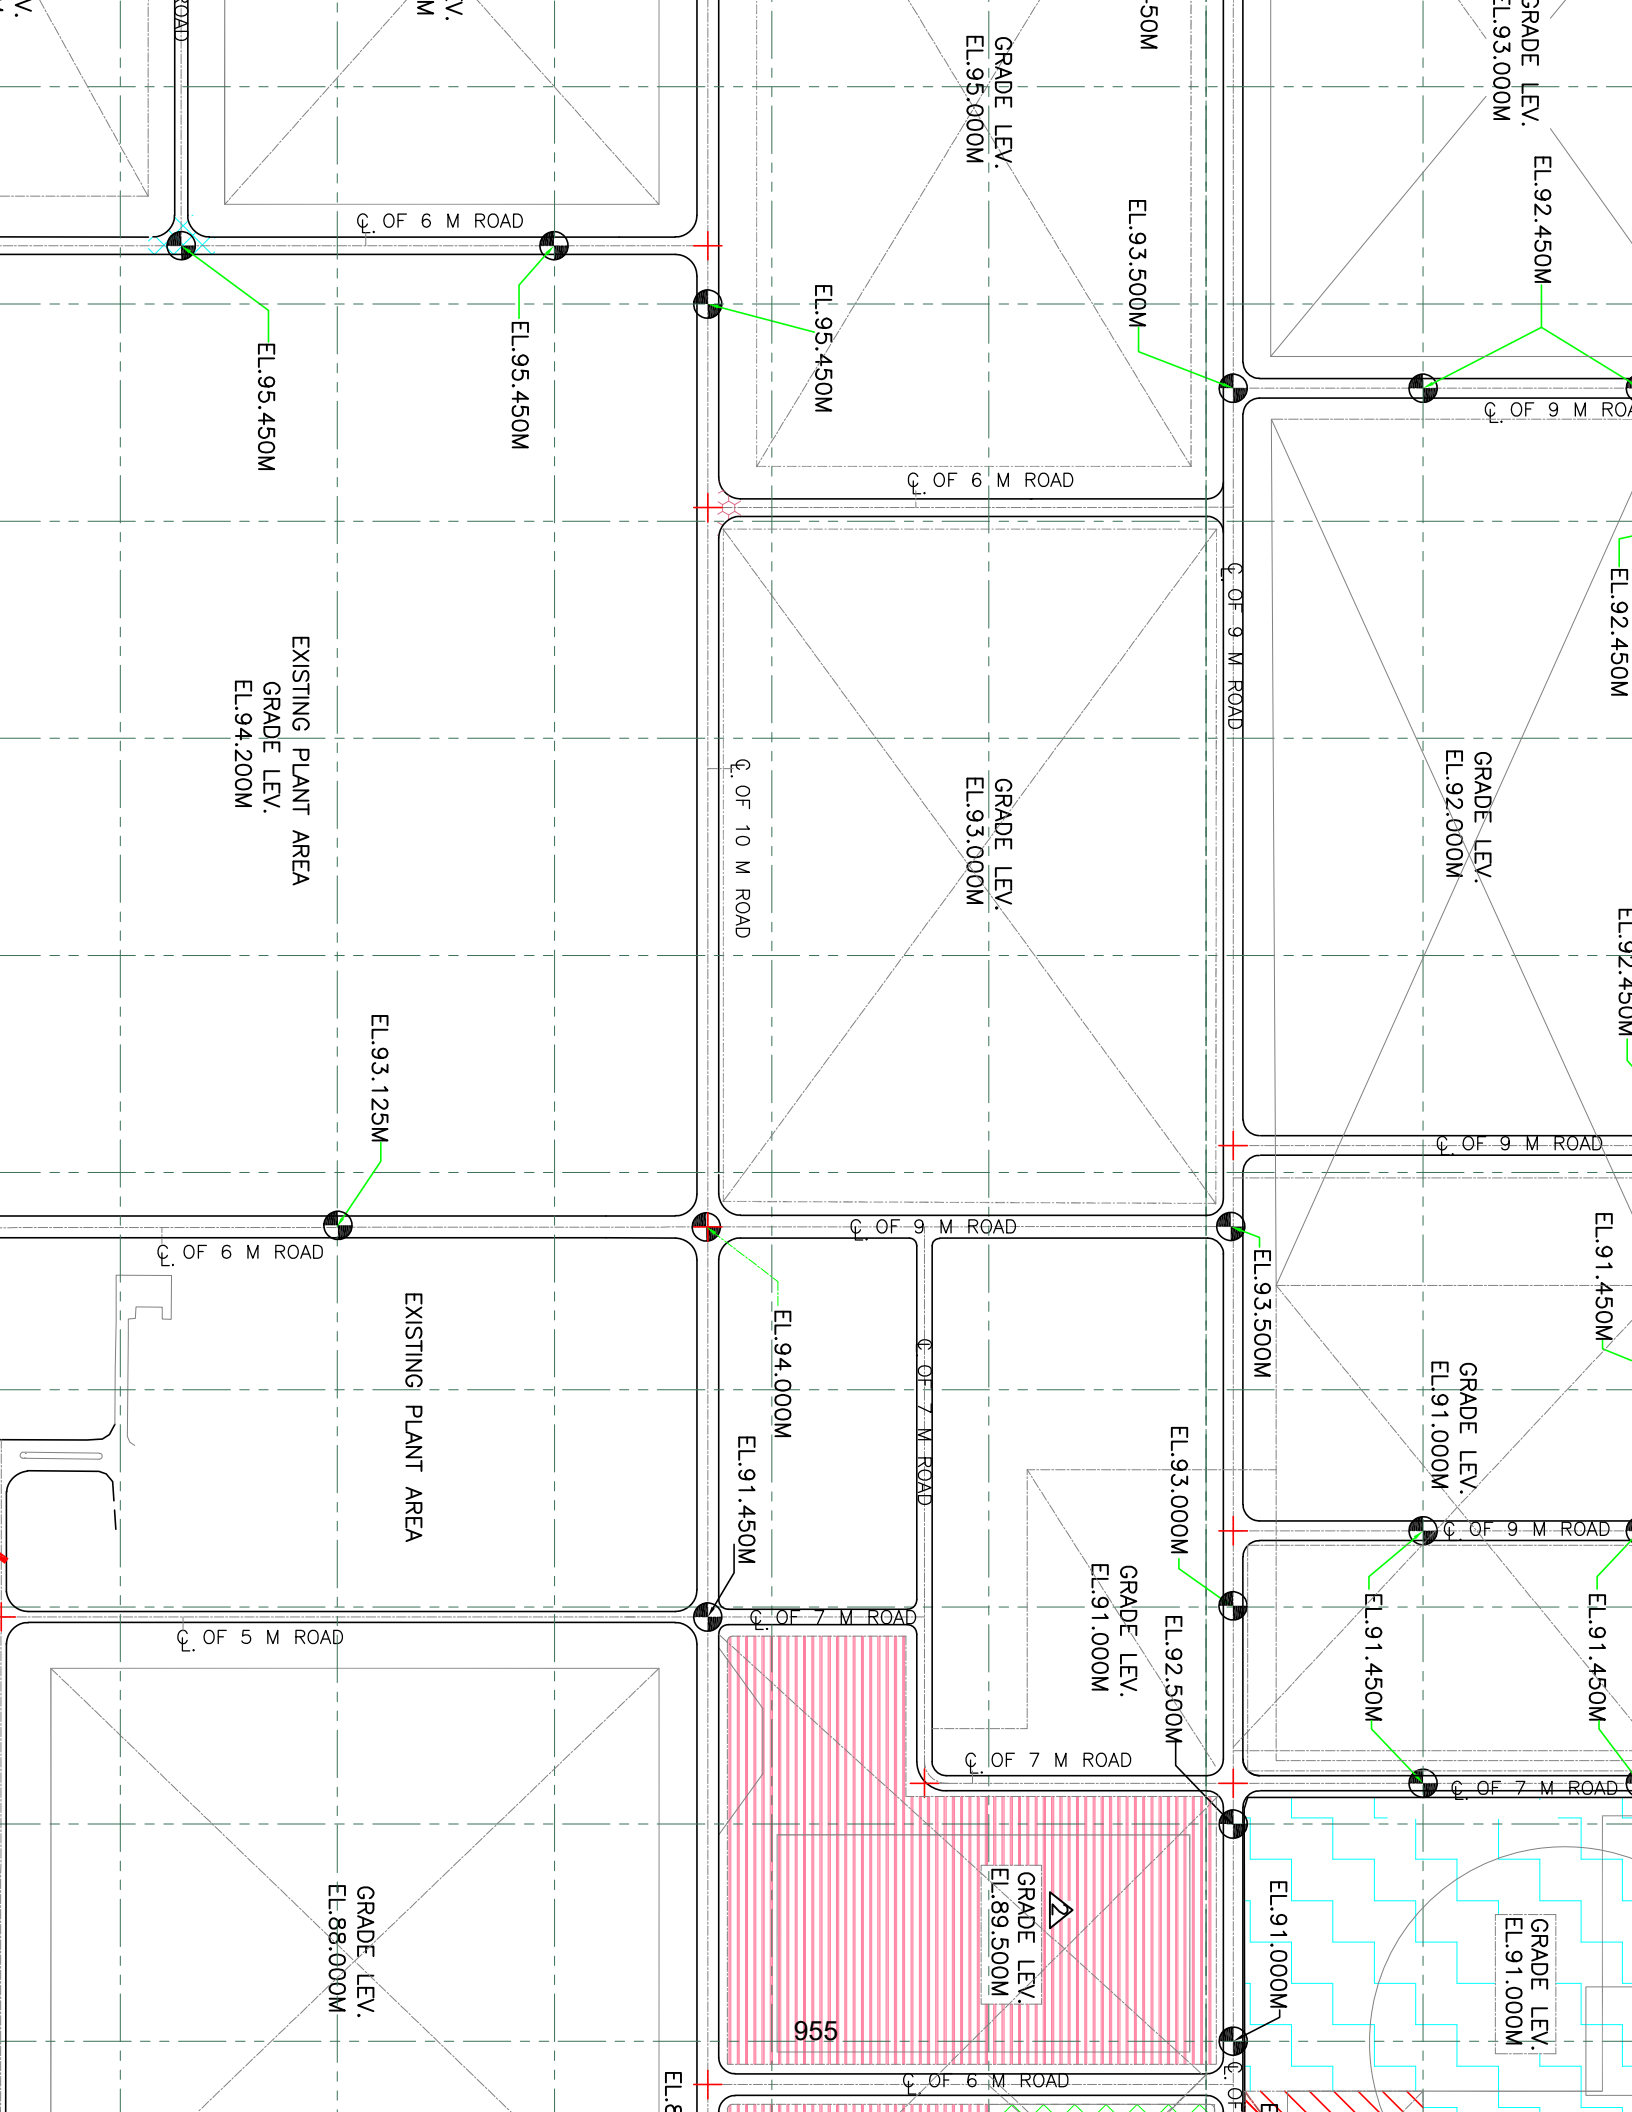 GRADE LEV.
EL.95.000M
GRADE LEV.
EL.93.000M
EL.92.450M
EL.93.500M
℄ OF 6 M ROAD
EL.95.450M
EL.95.450M
EL.95.450M
℄ OF 6 M ROAD
℄ OF 9 M ROAD
EL.92.450M
EXISTING PLANT AREA
GRADE LEV.
EL.94.200M
℄ OF 10 M ROAD
GRADE LEV.
EL.93.000M
GRADE LEV.
EL.92.000M
EL.92.450M
EL.93.125M
℄ OF 9 M ROAD
℄ OF 9 M ROAD
℄ OF 6 M ROAD
EL.93.500M
EL.91.450M
EXISTING PLANT AREA
EL.94.000M
℄ OF 7 M ROAD
GRADE LEV.
EL.91.000M
EL.91.450M
EL.93.000M
℄ OF 9 M ROAD
GRADE LEV.
EL.91.000M
EL.92.500M
EL.91.450M
EL.91.450M
℄ OF 7 M ROAD
℄ OF 5 M ROAD
℄ OF 7 M ROAD
℄ OF 7 M ROAD
GRADE LEV.
EL.88.000M
2
GRADE LEV.
EL.89.500M
EL.91.000M
GRADE LEV.
EL.91.000M
955
℄ OF 6 M ROAD